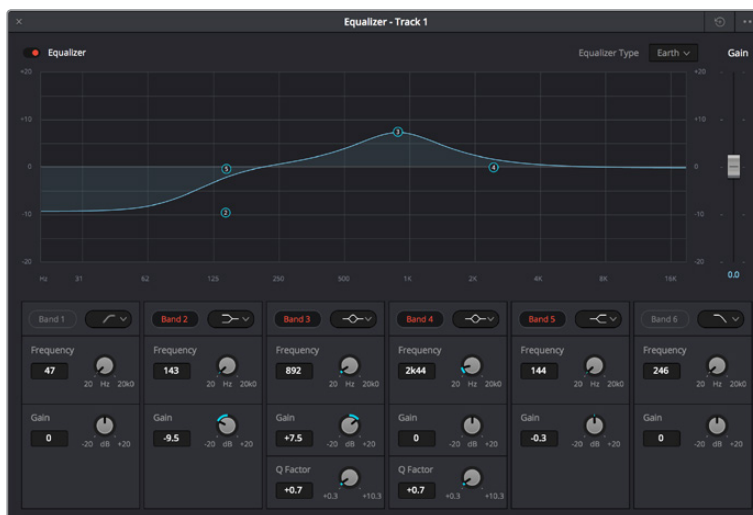 × Equalizer - Track 1
Equalizer Equalizer Type Earth Gain
+20 +20
+10 +10
5 3 4
0 0
2
-10 -10
-20 -20
Hz 31 62 125 250 500 1K 2K 4K 8K 16K 0.0
Band 1 Band 2 Band 3 Band 4 Band 5 Band 6
Frequency Frequency Frequency Frequency Frequency Frequency
47 143 892 2k44 144 246
20 Hz 20k0 20 Hz 20k0 20 Hz 20k0 20 Hz 20k0 20 Hz 20k0 20 Hz 20k0
Gain Gain Gain Gain Gain Gain
0 -9.5 +7.5 0 -0.3 0
-20 dB +20 -20 dB +20 -20 dB +20 -20 dB +20 -20 dB +20 -20 dB +20
Q Factor Q Factor
+0.7 +0.7
+0.3 +10.3 +0.3 +10.3